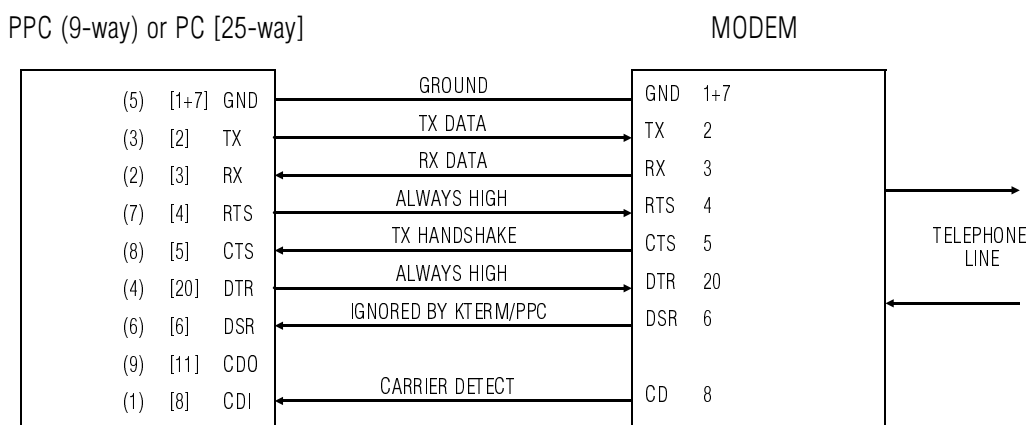 PPC (9-way) or PC [25-way] MODEM
(5) [1+7] GND GROUND GND 1+7
(3) [2] TX TX DATA TX 2
(2) [3] RX RX DATA RX 3
(7) [4] RTS ALWAYS HIGH RTS 4
(8) [5] CTS TX HANDSHAKE CTS 5
(4) [20] DTR ALWAYS HIGH DTR 20
(6) [6] DSR IGNORED BY KTERM/PPC DSR 6
(9) [11] CDO
(1) [8] CDI CARRIER DETECT CD 8
TELEPHONE
LINE